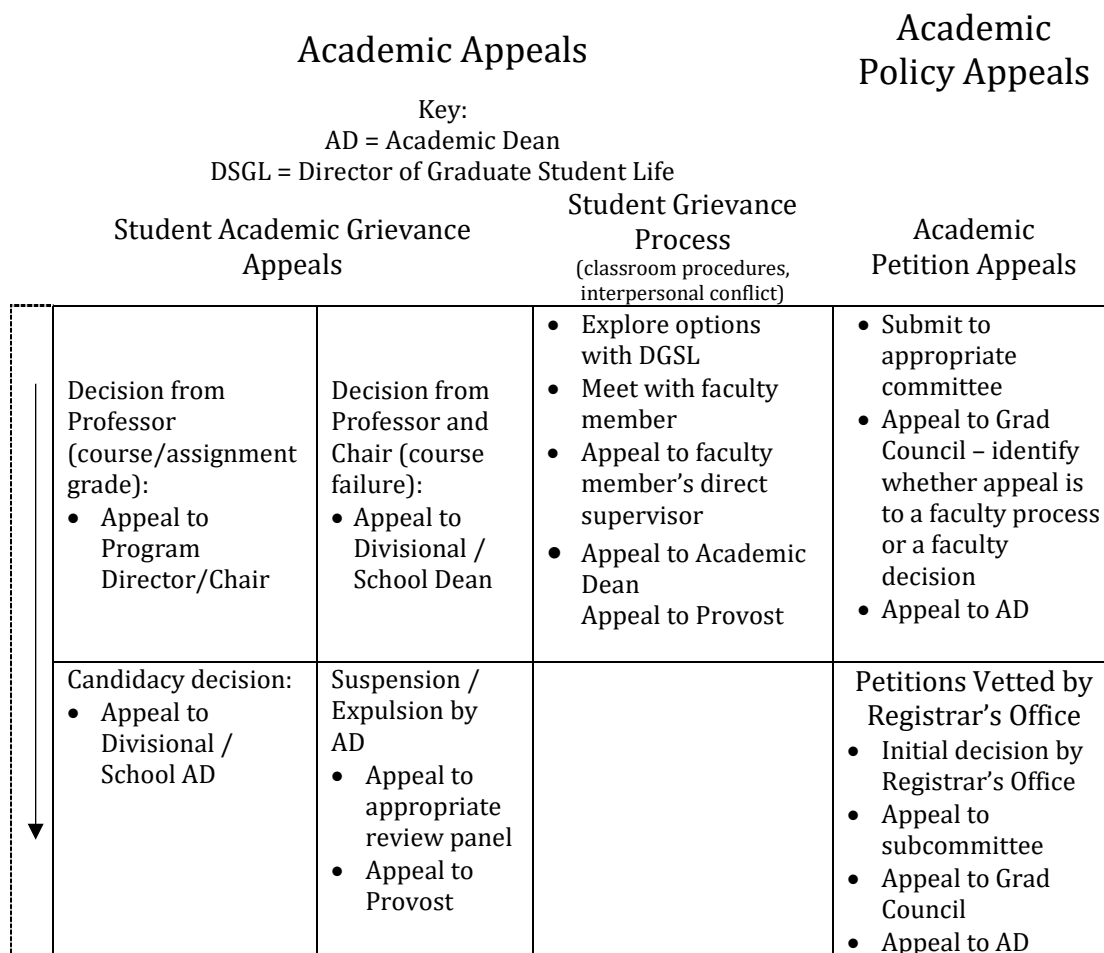 Academic Appeals
Academic
Policy Appeals
Key:
AD = Academic Dean
DSGL = Director of Graduate Student Life
Student Academic Grievance
Appeals
Student Grievance
Process
(classroom procedures,
interpersonal conflict)
Academic
Petition Appeals
Decision from
Professor
(course/assignment
grade):
• Appeal to
Program
Director/Chair
Decision from
Professor and
Chair (course
failure):
• Appeal to
Divisional /
School Dean
• Explore options
with DGSL
• Meet with faculty
member
• Appeal to faculty
member’s direct
supervisor
• Appeal to Academic
Dean
Appeal to Provost
• Submit to
appropriate
committee
• Appeal to Grad
Council – identify
whether appeal is
to a faculty process
or a faculty
decision
• Appeal to AD
Candidacy decision:
• Appeal to
Divisional /
School AD
Suspension /
Expulsion by
AD
• Appeal to
appropriate
review panel
• Appeal to
Provost
Petitions Vetted by
Registrar’s Office
• Initial decision by
Registrar’s Office
• Appeal to
subcommittee
• Appeal to Grad
Council
• Appeal to AD